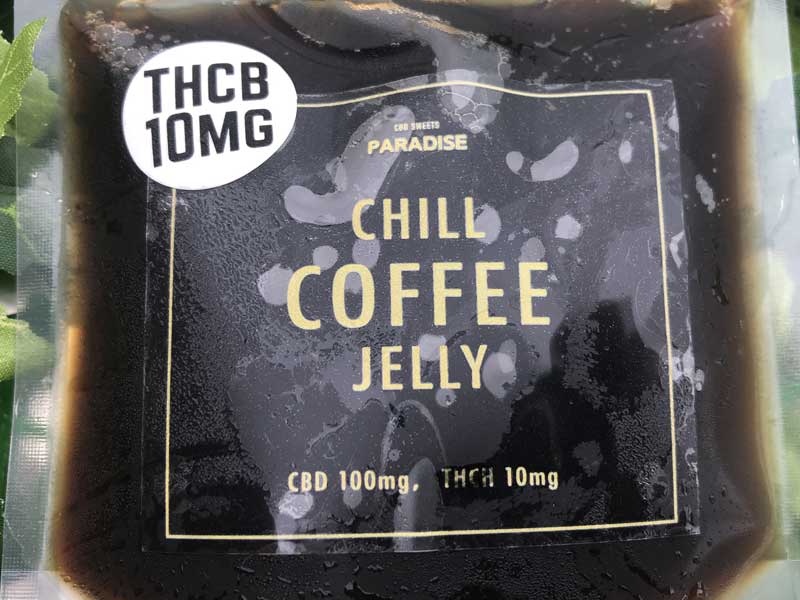 THCB
10MG
CBD SWEETS
PARADISE
CHILL
COFFEE
JELLY
CBD 100mg, THCH 10mg